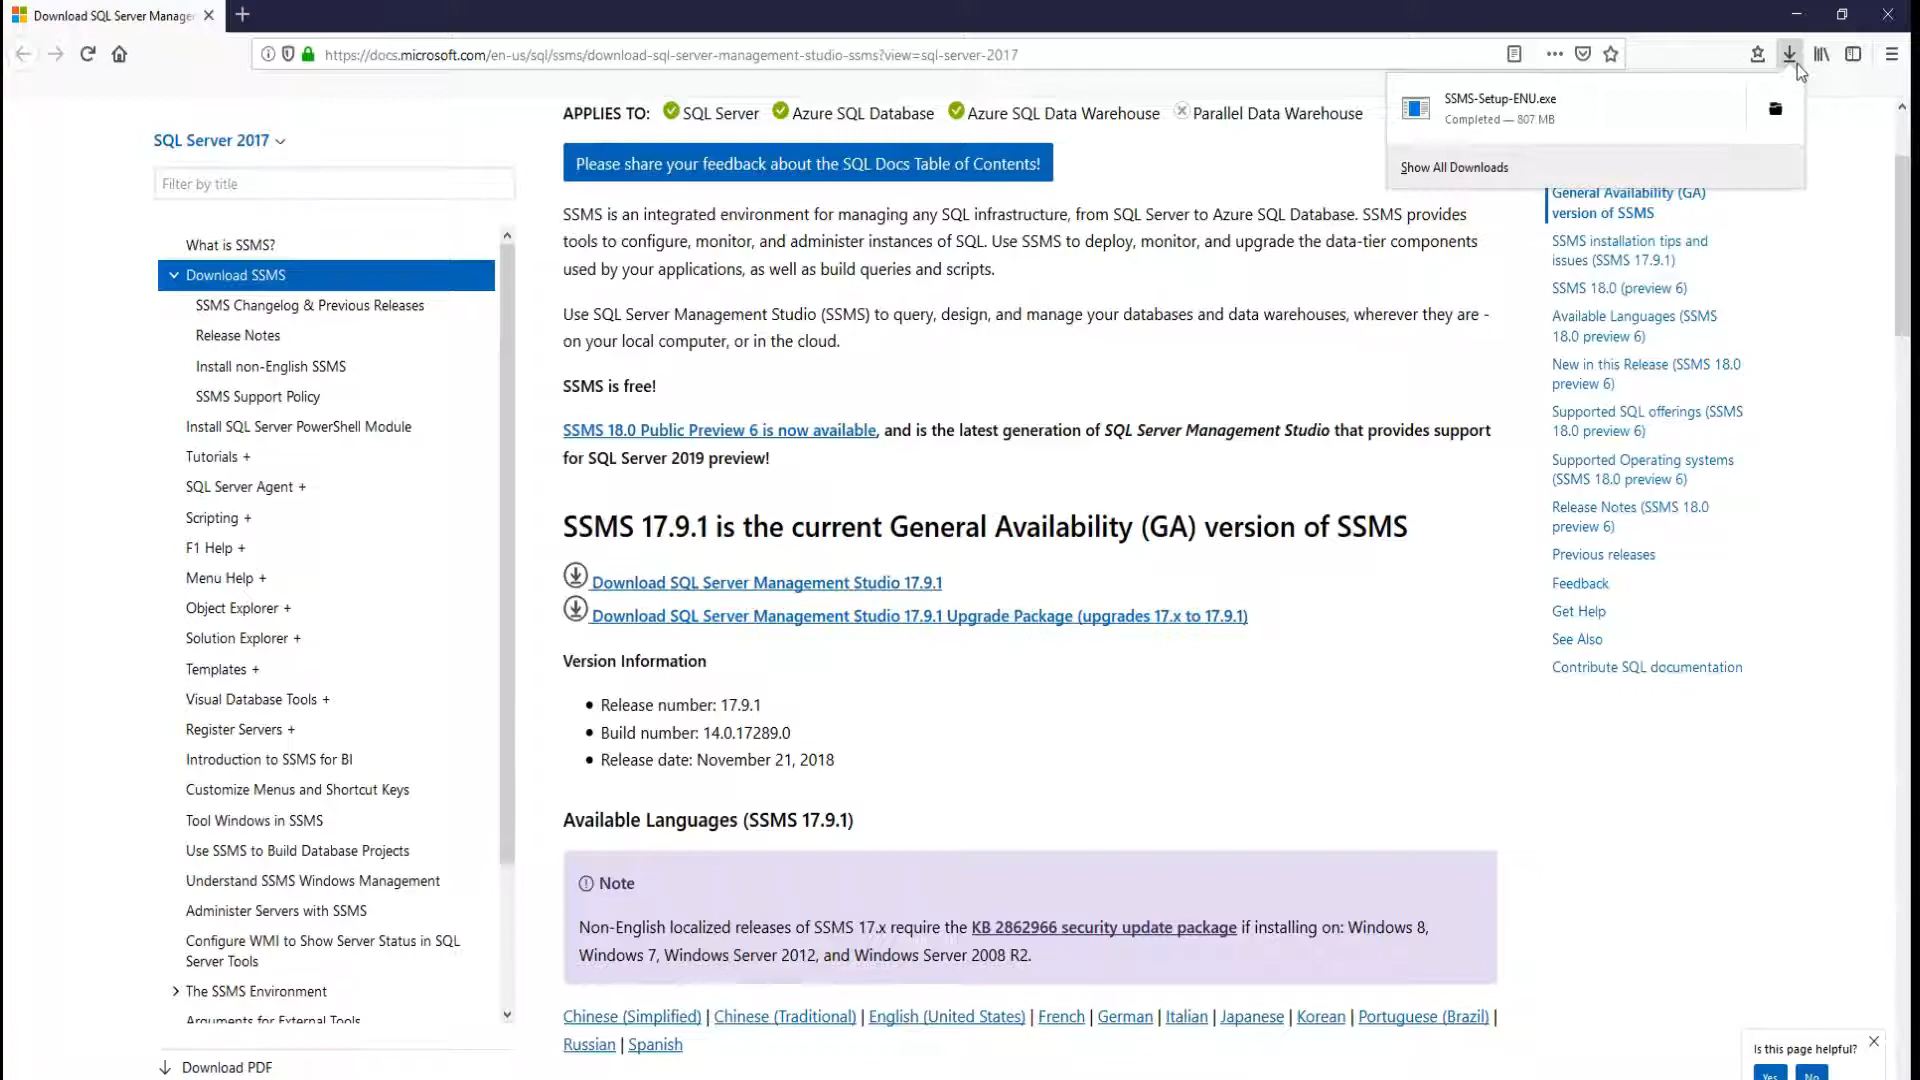 Download SQL Server Manage
https://docs.microsoft.com/en-us/sql/ssms/download-sql-server-management-studio-ssms?view=sql-server-2017
SSMS-Setup-ENU.exe
Completed — 807 MB
Show All Downloads
SQL Server 2017
Filter by title
What is SSMS?
Download SSMS
SSMS Changelog & Previous Releases
Release Notes
Install non-English SSMS
SSMS Support Policy
Install SQL Server PowerShell Module
Tutorials +
SQL Server Agent +
Scripting +
F1 Help +
Menu Help +
Object Explorer +
Solution Explorer +
Templates +
Visual Database Tools +
Register Servers +
Introduction to SSMS for BI
Customize Menus and Shortcut Keys
Tool Windows in SSMS
Use SSMS to Build Database Projects
Understand SSMS Windows Management
Administer Servers with SSMS
Configure WMI to Show Server Status in SQL
Server Tools
The SSMS Environment
Arguments for External Tools
Download PDF
APPLIES TO: SQL Server Azure SQL Database Azure SQL Data Warehouse Parallel Data Warehouse
Please share your feedback about the SQL Docs Table of Contents!
SSMS is an integrated environment for managing any SQL infrastructure, from SQL Server to Azure SQL Database. SSMS provides
tools to configure, monitor, and administer instances of SQL. Use SSMS to deploy, monitor, and upgrade the data-tier components
used by your applications, as well as build queries and scripts.
Use SQL Server Management Studio (SSMS) to query, design, and manage your databases and data warehouses, wherever they are -
on your local computer, or in the cloud.
SSMS is free!
SSMS 18.0 Public Preview 6 is now available, and is the latest generation of SQL Server Management Studio that provides support
for SQL Server 2019 preview!
SSMS 17.9.1 is the current General Availability (GA) version of SSMS
Download SQL Server Management Studio 17.9.1
Download SQL Server Management Studio 17.9.1 Upgrade Package (upgrades 17.x to 17.9.1)
Version Information
• Release number: 17.9.1
• Build number: 14.0.17289.0
• Release date: November 21, 2018
Available Languages (SSMS 17.9.1)
Note
Non-English localized releases of SSMS 17.x require the KB 2862966 security update package if installing on: Windows 8,
Windows 7, Windows Server 2012, and Windows Server 2008 R2.
Chinese (Simplified) | Chinese (Traditional) | English (United States) | French | German | Italian | Japanese | Korean | Portuguese (Brazil) |
Russian | Spanish
General Availability (GA)
version of SSMS
SSMS installation tips and
issues (SSMS 17.9.1)
SSMS 18.0 (preview 6)
Available Languages (SSMS
18.0 preview 6)
New in this Release (SSMS 18.0
preview 6)
Supported SQL offerings (SSMS
18.0 preview 6)
Supported Operating systems
(SSMS 18.0 preview 6)
Release Notes (SSMS 18.0
preview 6)
Previous releases
Feedback
Get Help
See Also
Contribute SQL documentation
Is this page helpful?
Yes No